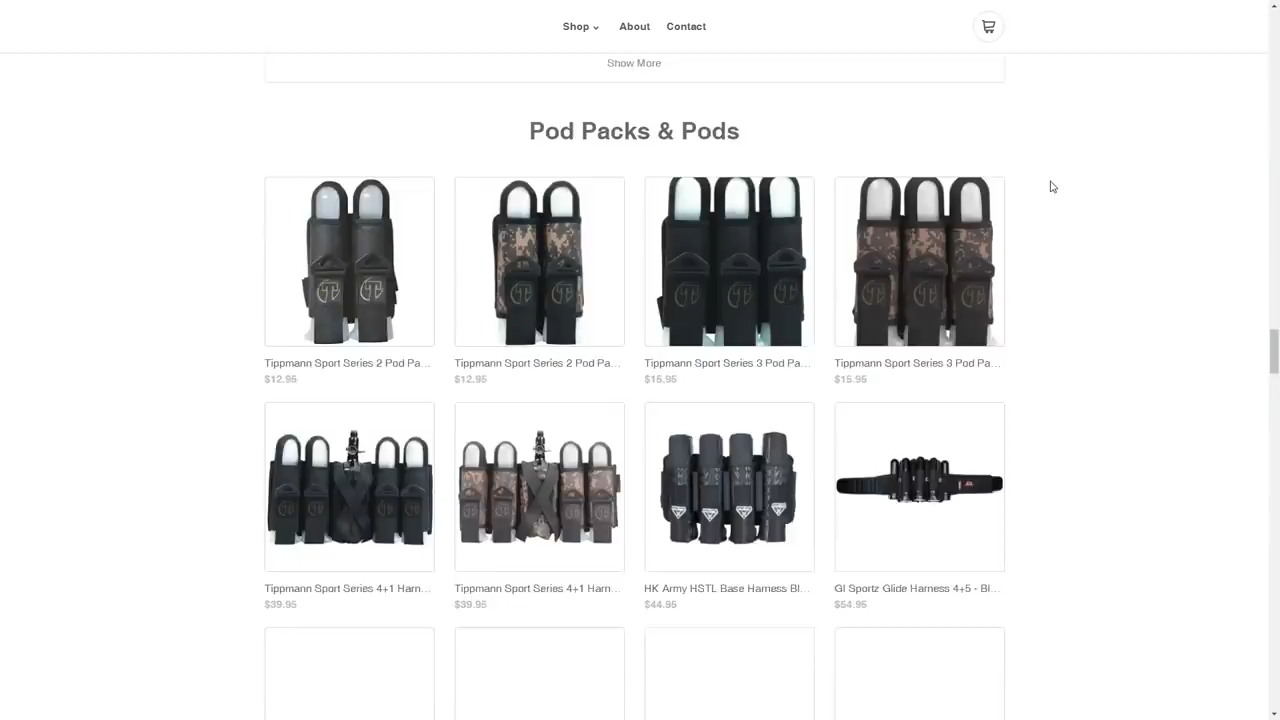 Shop
About
Contact
Show More
Pod Packs & Pods
Tippmann Sport Series 2 Pod Pa...
$12.95
Tippmann Sport Series 2 Pod Pa...
$12.95
Tippmann Sport Series 3 Pod Pa...
$15.95
Tippmann Sport Series 3 Pod Pa...
$15.95
Tippmann Sport Series 4+1 Harn...
$39.95
Tippmann Sport Series 4+1 Harn...
$39.95
HK Army HSTL Base Harness Bl...
$44.95
GI Sportz Glide Harness 4+5 - Bl...
$54.95